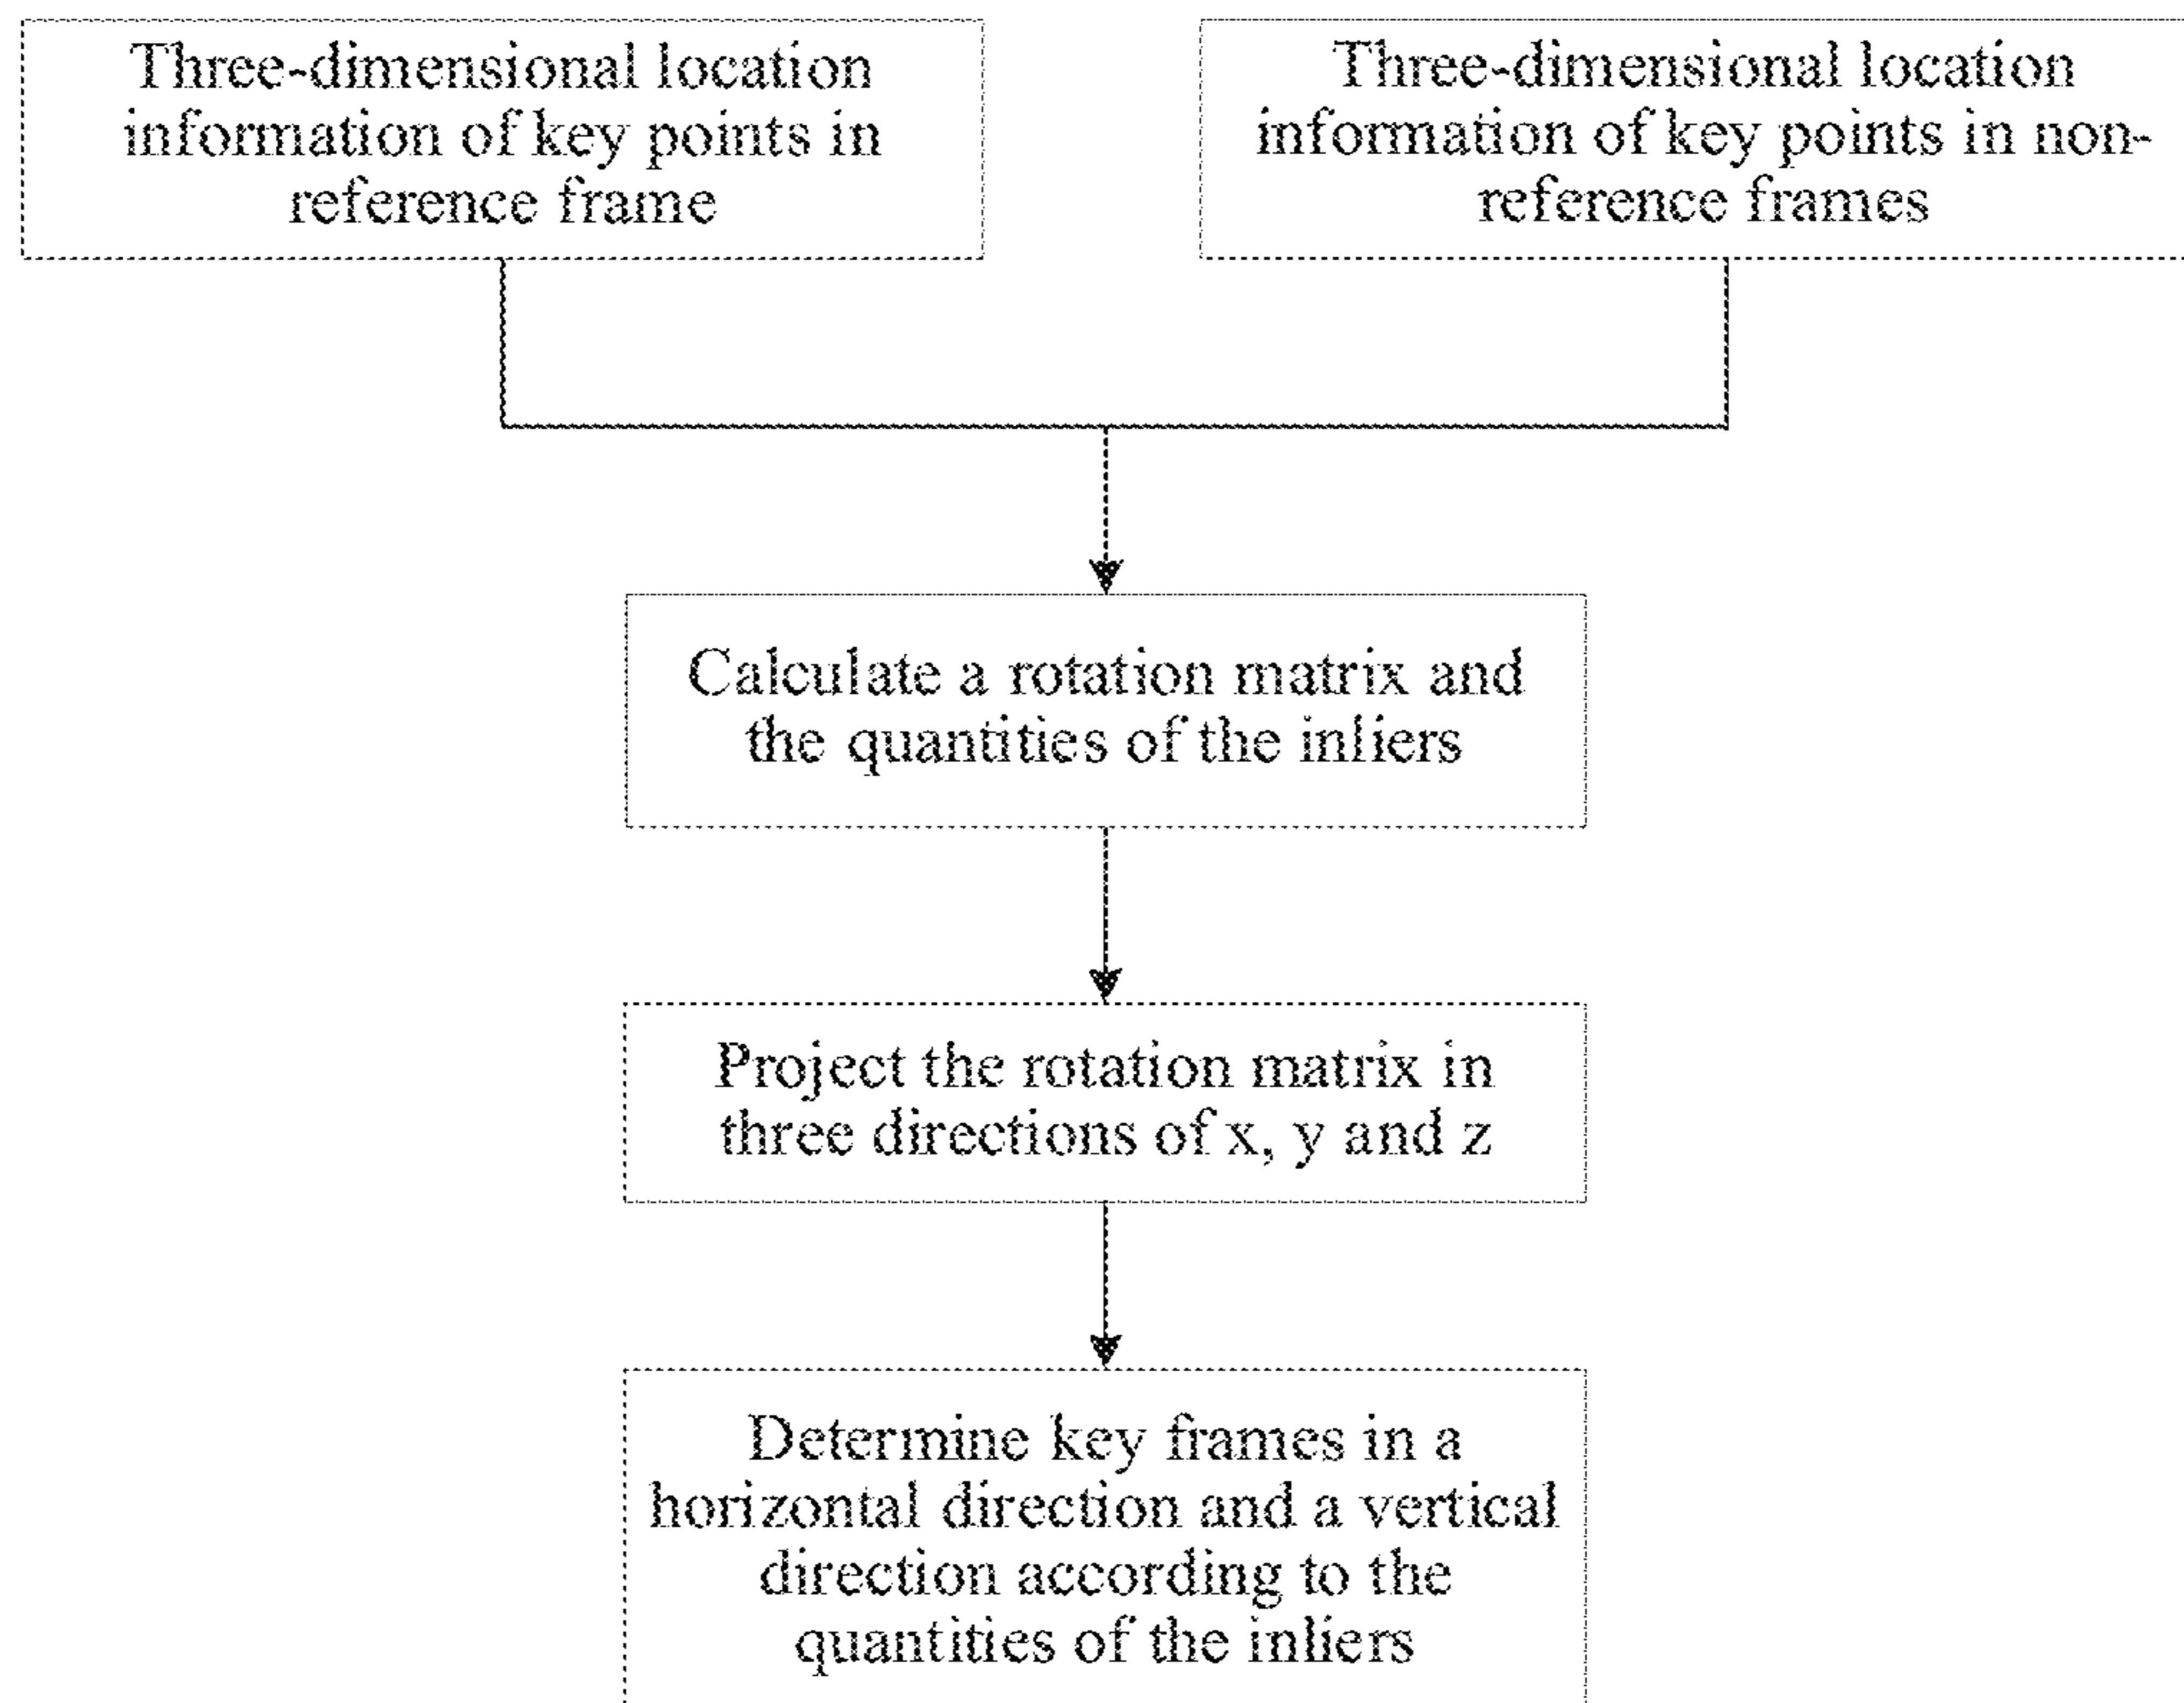 Three-dimensional location
information of key points in
reference frame
Three-dimensional location
information of key points in non-
reference frames
Calculate a rotation matrix and
the quantities of the inliers
Project the rotation matrix in
three directions of x, y and z
Determine key frames in a
horizontal direction and a vertical
direction according to the
quantities of the inliers